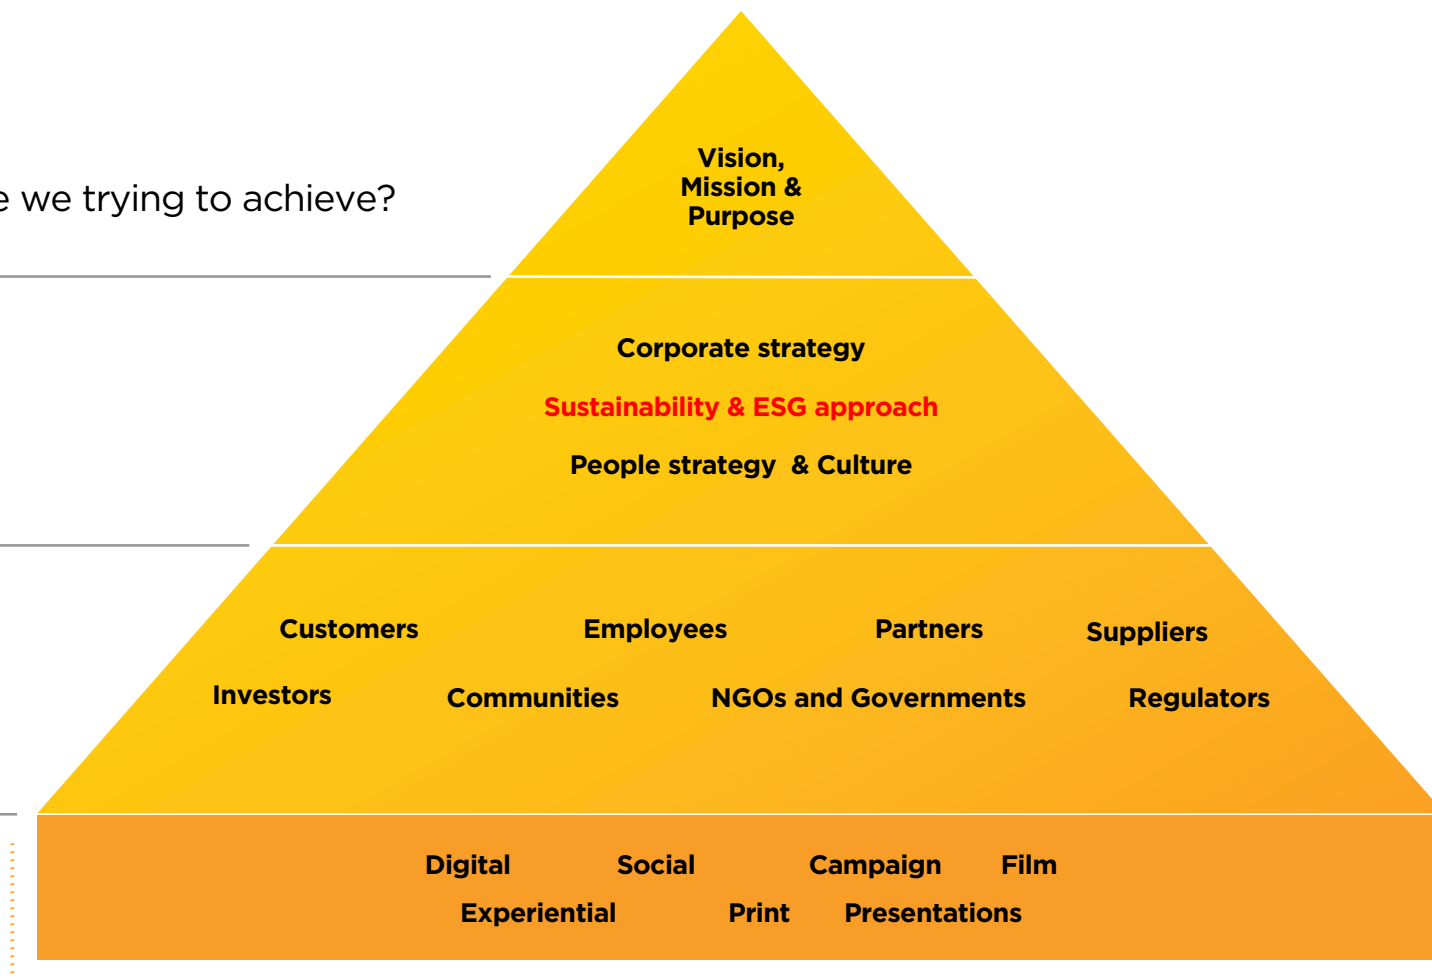 Vision,
Mission &
Purpose
we trying to achieve?
Corporate strategy
Sustainability & ESG approach
People strategy & Culture
Customers Employees Partners Suppliers
Investors Communities NGOs and Governments Regulators
Digital Social Campaign Film
Experiential Print Presentations